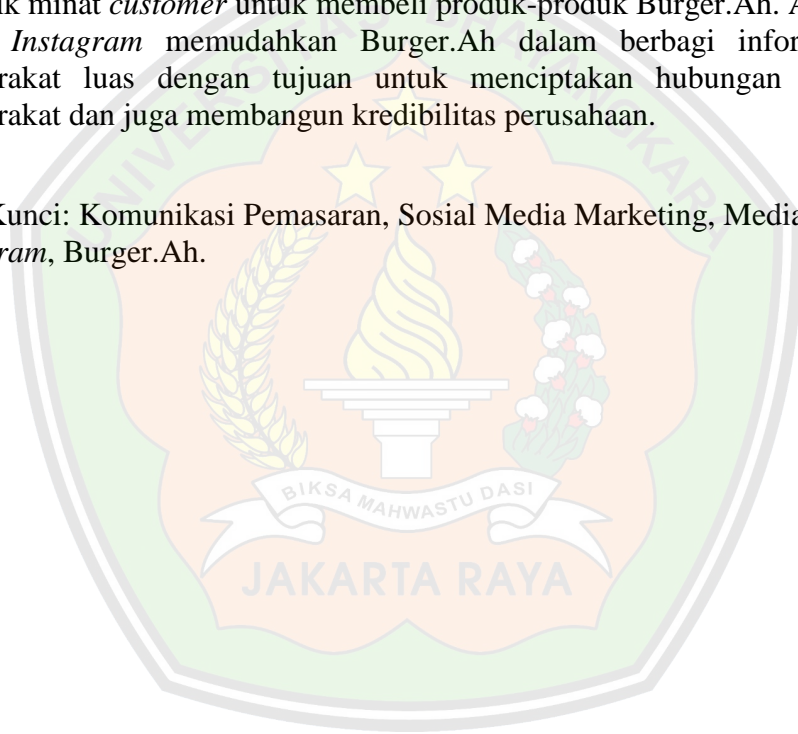 ik minat customer untuk membeli produk-produk Burger.Ah. A
Instagram memudahkan Burger.Ah dalam berbagi infor
rakat luas dengan tujuan untuk menciptakan hubungan
rakat dan juga membangun kredibilitas perusahaan.
Kunci: Komunikasi Pemasaran, Sosial Media Marketing, Media
ram, Burger.Ah.
UNIVERSITAS BHAYANGKARA
BIKSA MAHWASTU DASI
JAKARTA RAYA